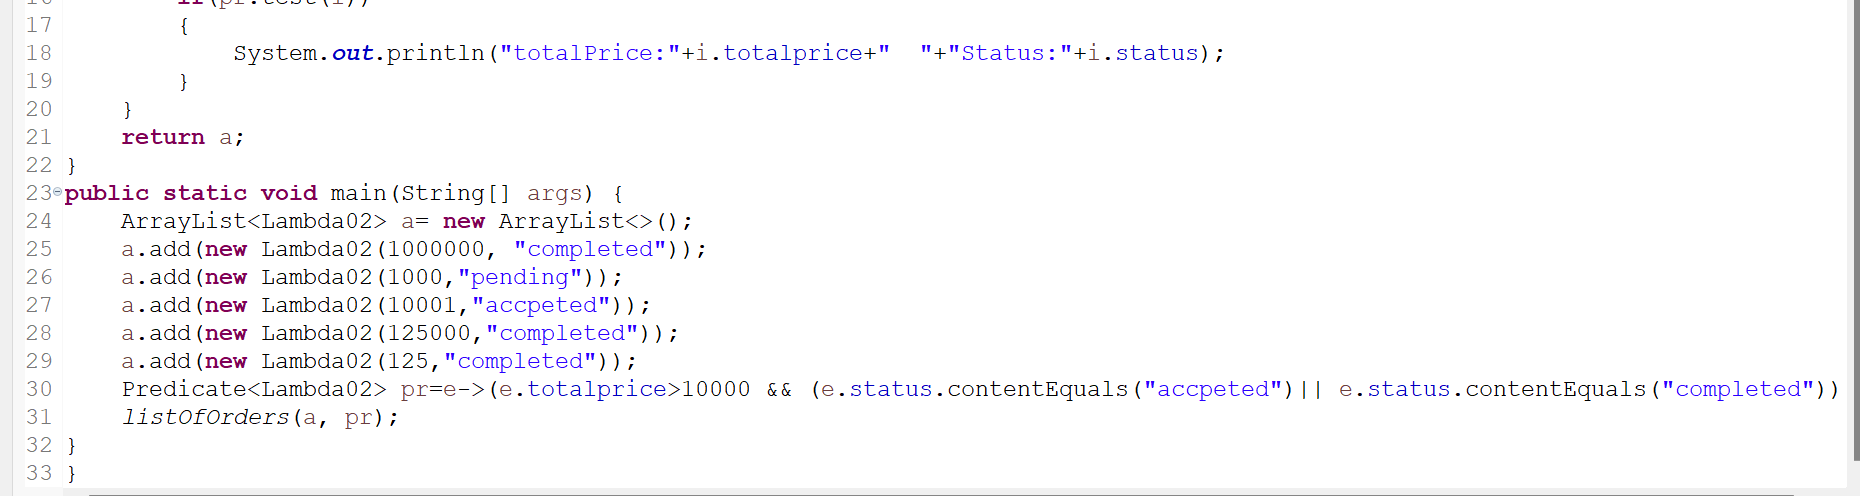 17 {
18 System.out.println("totalPrice:"+i.totalprice+"  "+"Status:"+i.status);
19 }
20 }
21 return a;
22 }
23 public static void main(String[] args) {
24 ArrayList<Lambda02> a= new ArrayList<>();
25 a.add(new Lambda02(1000000, "completed"));
26 a.add(new Lambda02(1000,"pending"));
27 a.add(new Lambda02(10001,"accpeted"));
28 a.add(new Lambda02(125000,"completed"));
29 a.add(new Lambda02(125,"completed"));
30 Predicate<Lambda02> pr=e->(e.totalprice>10000 && (e.status.contentEquals("accpeted")|| e.status.contentEquals("completed"))
31 listOfOrders(a, pr);
32 }
33 }